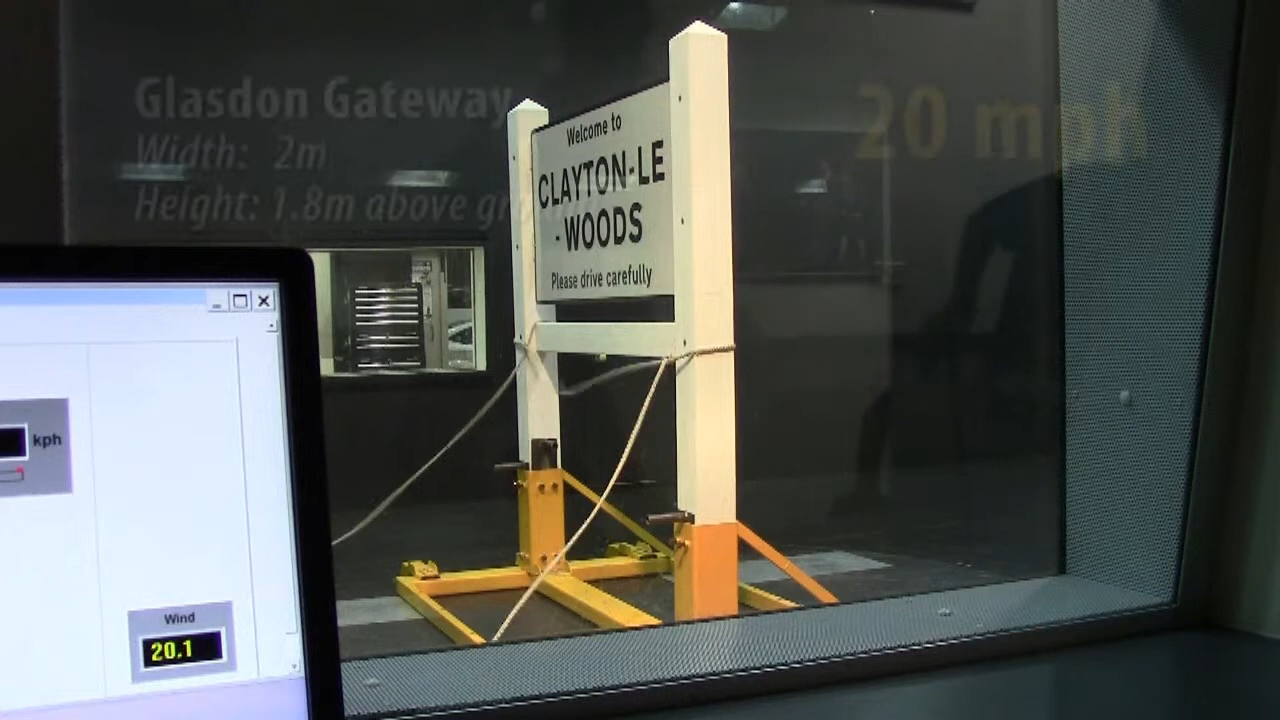 Glasdon Gateway
Width: 2m
Height: 1.8m above
20 mph
Welcome to
CLAYTON-LE
-WOODS
Please drive carefully
kph
Wind
20.1